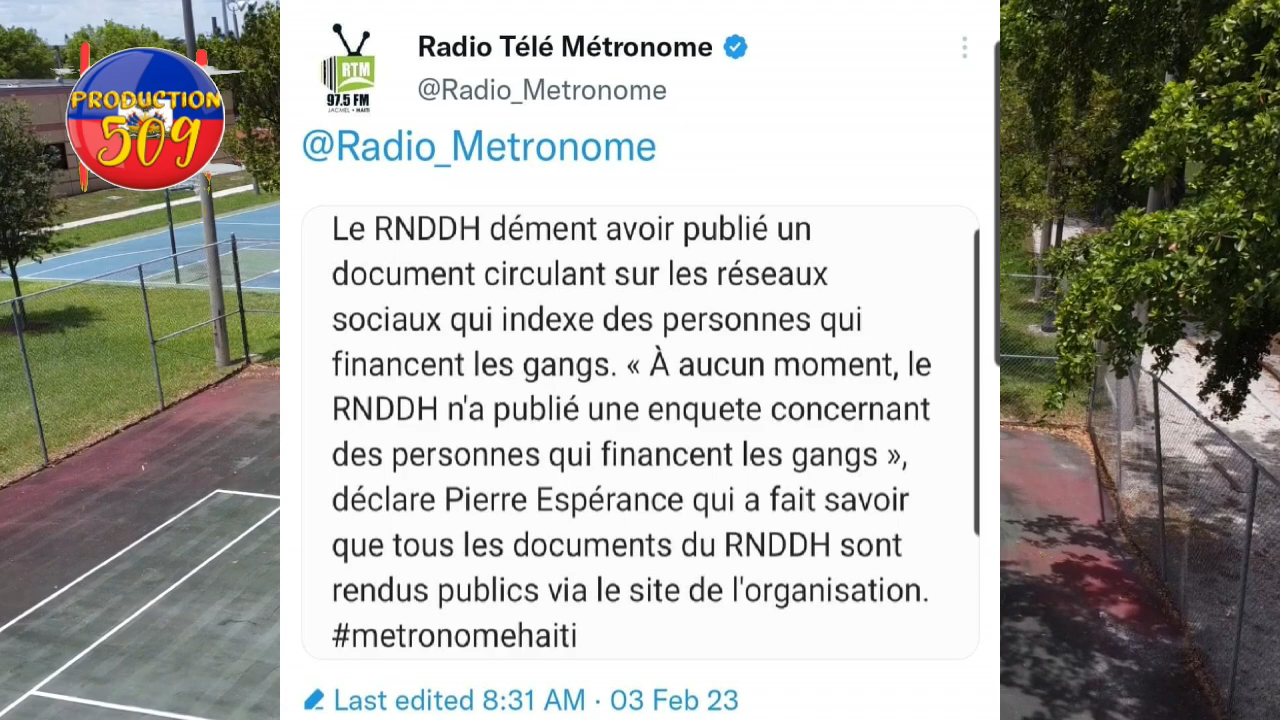 PRODUCTION
509
RTM
97.5 FM
JACMEL • HAITI
Radio Télé Métronome
@Radio_Metronome
@Radio_Metronome
Le RNDDH dément avoir publié un
document circulant sur les réseaux
sociaux qui indexe des personnes qui
financent les gangs. « À aucun moment, le
RNDDH n'a publié une enquete concernant
des personnes qui financent les gangs »,
déclare Pierre Espérance qui a fait savoir
que tous les documents du RNDDH sont
rendus publics via le site de l'organisation.
#metronomehaiti
Last edited 8:31 AM · 03 Feb 23